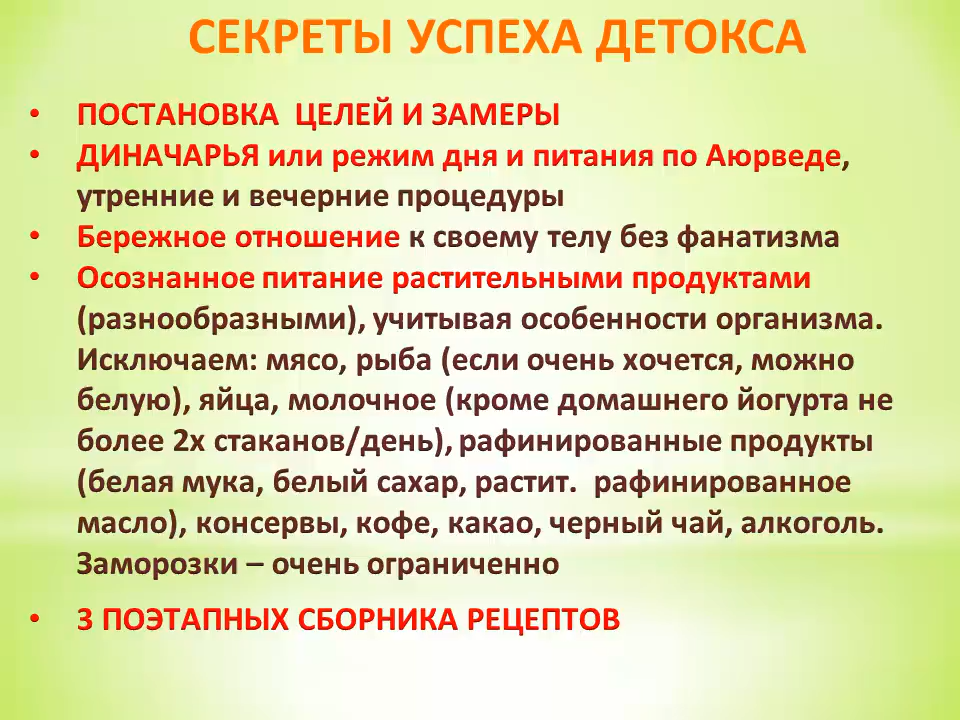 СЕКРЕТЫ УСПЕХА ДЕТОКСА
• ПОСТАНОВКА ЦЕЛЕЙ И ЗАМЕРЫ
• ДИНАЧАРЬЯ или режим дня и питания по Аюрведе,
утренние и вечерние процедуры
• Бережное отношение к своему телу без фанатизма
• Осознанное питание растительными продуктами
(разнообразными), учитывая особенности организма.
Исключаем: мясо, рыба (если очень хочется, можно
белую), яйца, молочное (кроме домашнего йогурта не
более 2х стаканов/день), рафинированные продукты
(белая мука, белый сахар, растит. рафинированное
масло), консервы, кофе, какао, черный чай, алкоголь.
Заморозки – очень ограниченно
• 3 ПОЭТАПНЫХ СБОРНИКА РЕЦЕПТОВ